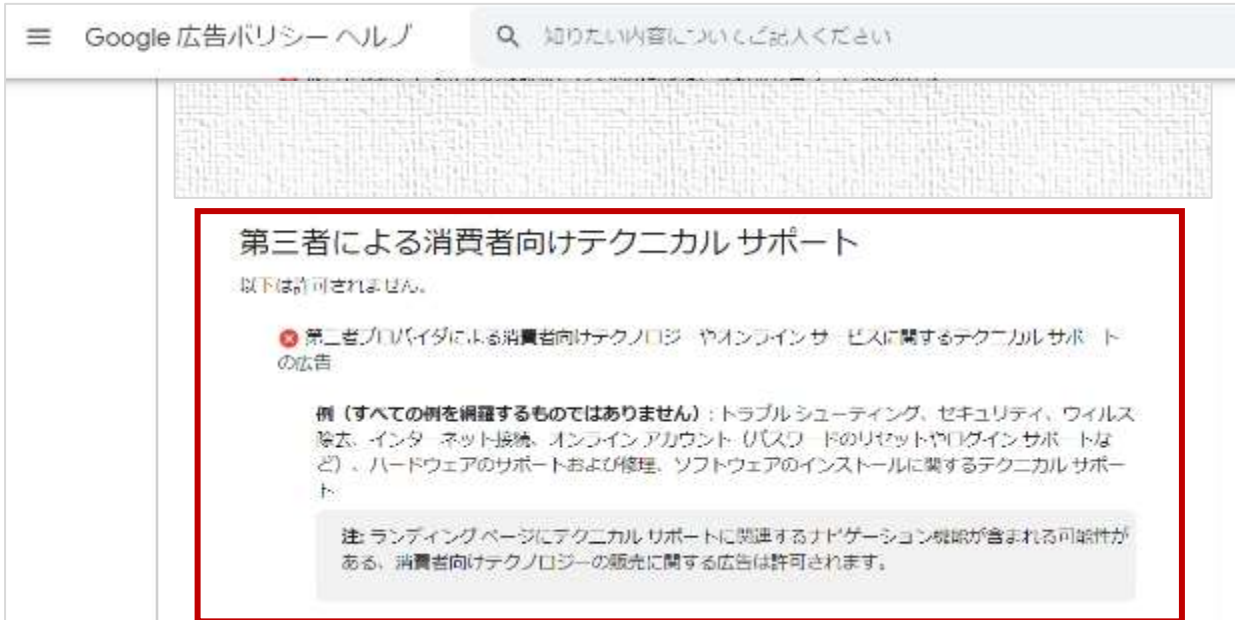 Google 広告ポリシー ヘルプ
知りたい内容についてご記入ください
第三者による消費者向けテクニカル サポート
以下は許可されません。
第三者プロバイダによる消費者向けテクノロジーやオンライン サービスに関するテクニカル サポート
の広告
例（すべての例を網羅するものではありません）: トラブルシューティング、セキュリティ、ウィルス
除去、インターネット接続、オンライン アカウント（パスワードのリセットやログイン サポートな
ど）、ハードウェアのサポートおよび修理、ソフトウェアのインストールに関するテクニカル サポー
ト
注: ランディング ページにテクニカル サポートに関連するナビゲーション機能が含まれる可能性が
ある、消費者向けテクノロジーの販売に関する広告は許可されます。